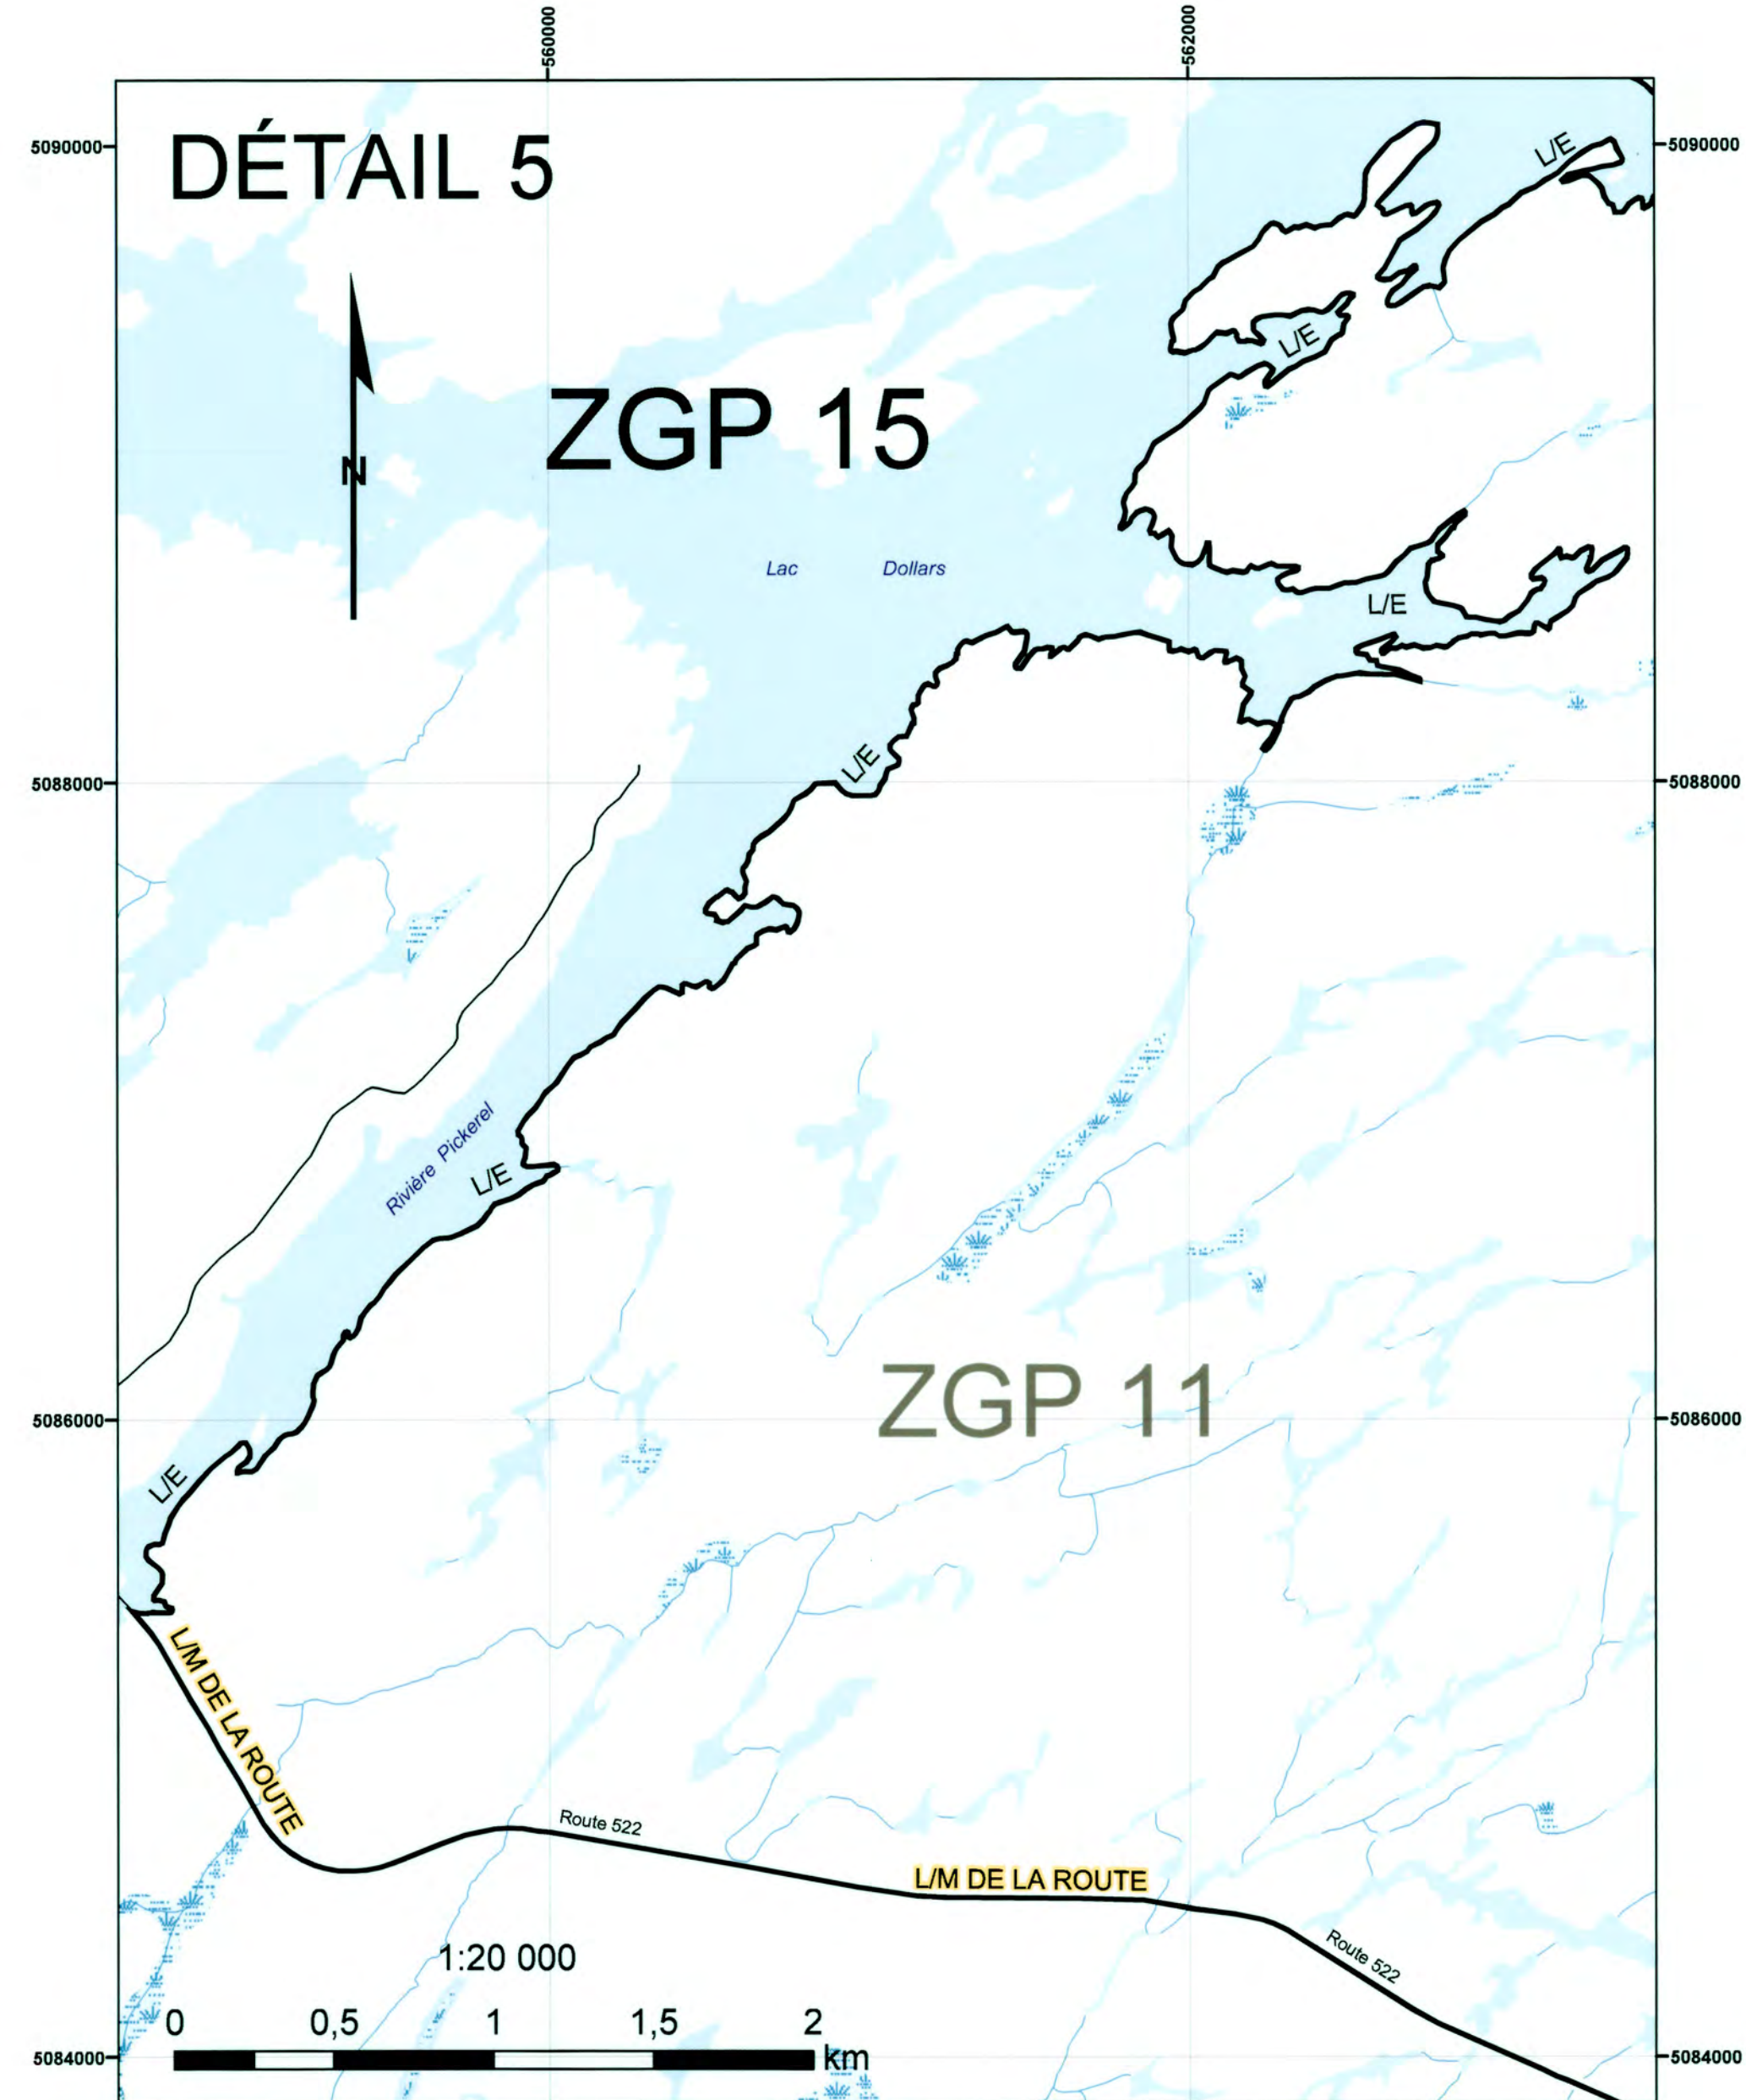 560000
562000
5090000
5090000
DÉTAIL 5
L/E
L/E
ZGP 15
N
Lac Dollars
L/E
L/E
5088000
5088000
Rivière Pickerel
L/E
ZGP 11
5086000
5086000
L/E
L/M DE LA ROUTE
Route 522
L/M DE LA ROUTE
Route 522
1:20 000
0 0,5 1 1,5 2
km
5084000
5084000